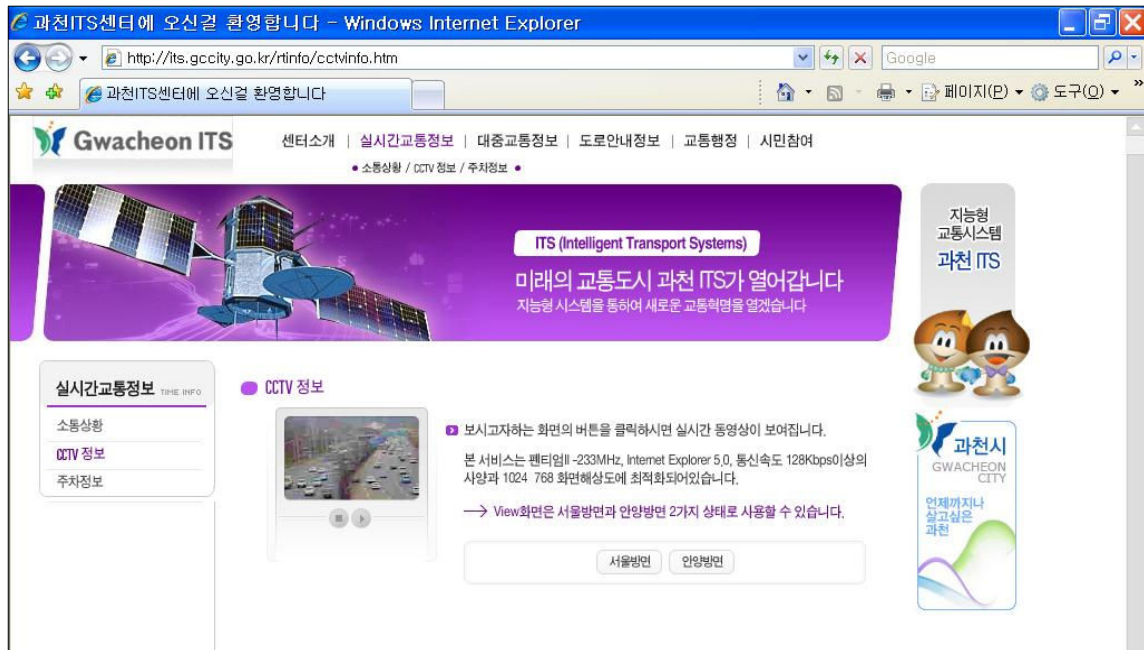 과천ITS센터에 오신걸 환영합니다 - Windows Internet Explorer
http://its.gccity.go.kr/rtinfo/cctvinfo.htm
Google
과천ITS센터에 오신걸 환영합니다
페이지(P) 도구(O) »
Gwacheon ITS
센터소개 | 실시간교통정보 | 대중교통정보 | 도로안내정보 | 교통행정 | 시민참여
• 소통상황 / CCTV 정보 / 주차정보 •
ITS (Intelligent Transport Systems)
미래의 교통도시 과천 ITS가 열어갑니다
지능형 시스템을 통하여 새로운 교통혁명을 열겠습니다
지능형
교통시스템
과천 ITS
실시간교통정보 TIME INFO
소통상황
CCTV 정보
주차정보
CCTV 정보
보시고자하는 화면의 버튼을 클릭하시면 실시간 동영상이 보여집니다.
본 서비스는 펜티엄II -233MHz, Internet Explorer 5.0, 통신속도 128Kbps이상의
사양과 1024 768 화면해상도에 최적화되어있습니다.
View화면은 서울방면과 안양방면 2가지 상태로 사용할 수 있습니다.
서울방면 안양방면
과천시
GWACHEON
CITY
언제까지나
살고싶은
과천